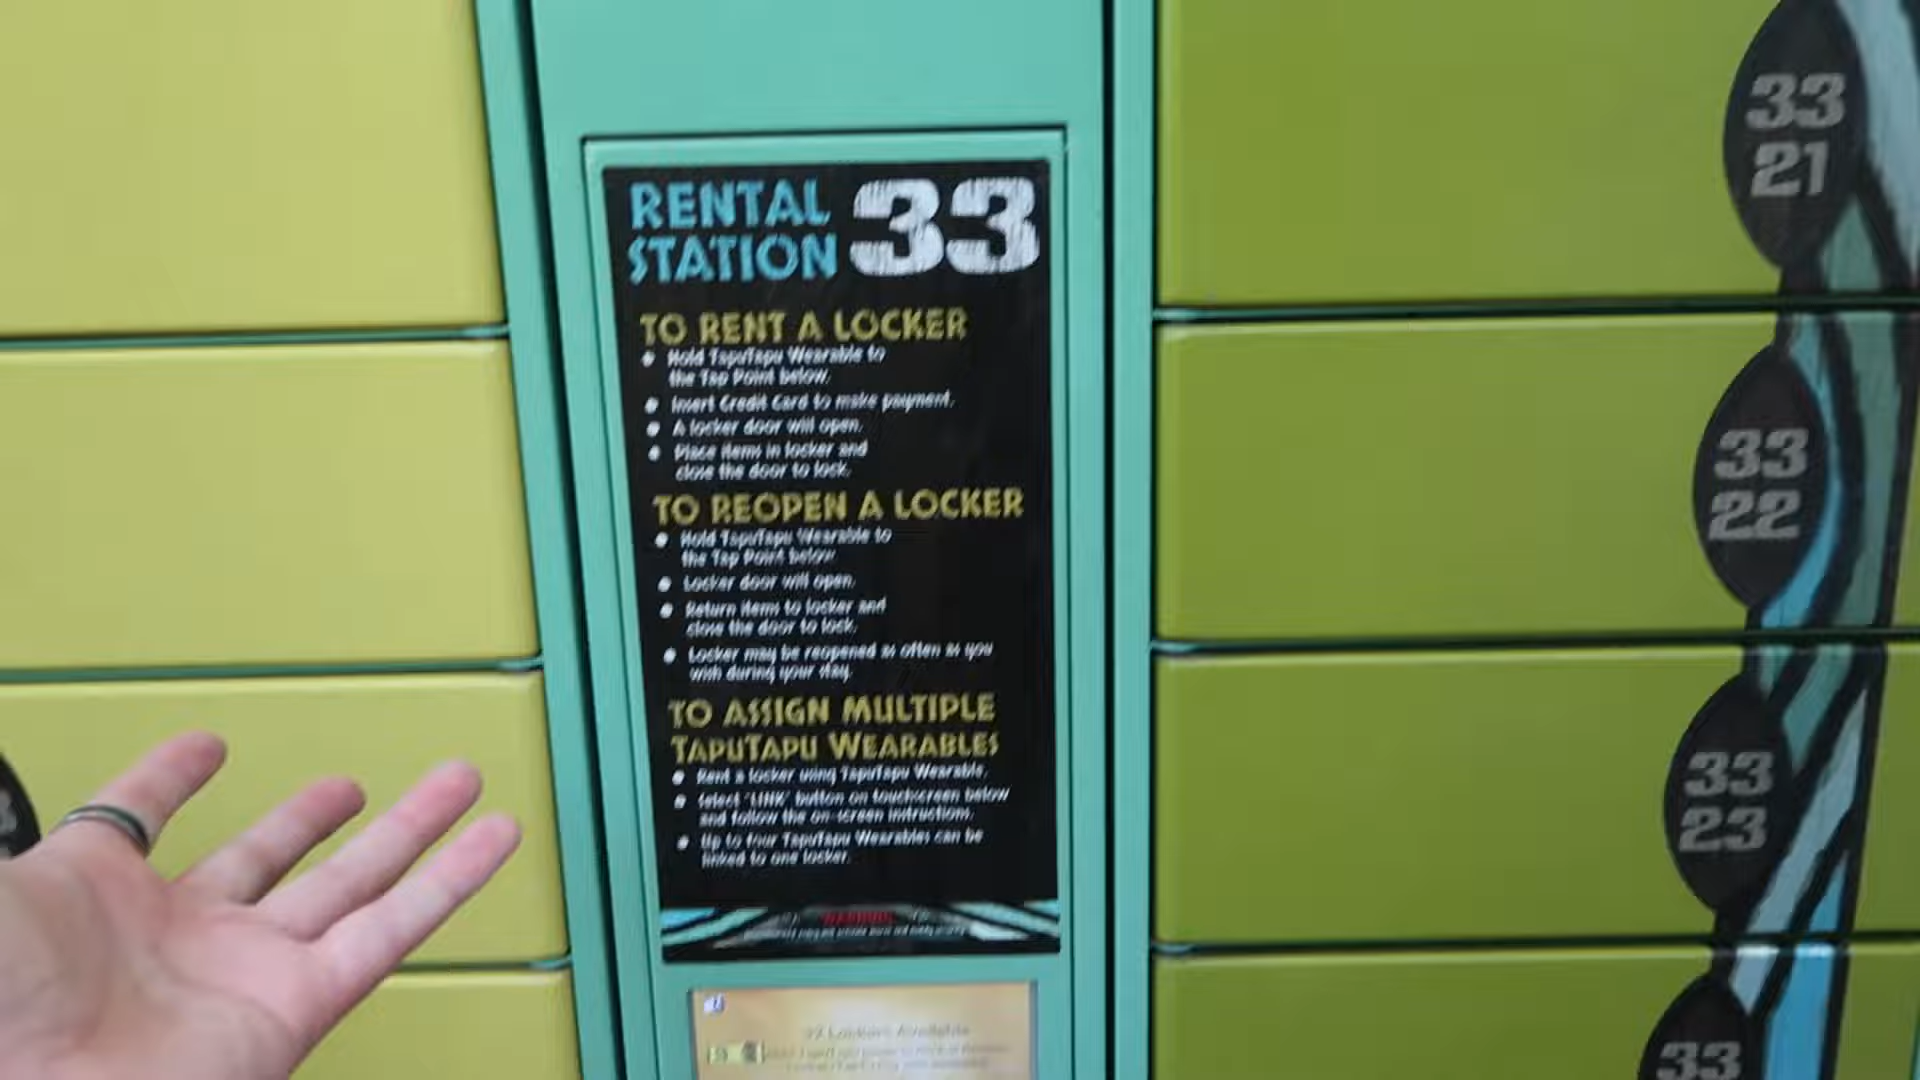 RENTAL
STATION 33
TO RENT A LOCKER
Hold TapuTapu Wearable to
the Tap Point below.
Insert Credit Card to make payment.
A locker door will open.
Place items in locker and
close the door to lock.
TO REOPEN A LOCKER
Hold TapuTapu Wearable to
the Tap Point below.
Locker door will open.
Return items to locker and
close the door to lock.
Locker may be reopened as often as you
wish during your stay.
TO ASSIGN MULTIPLE
TAPUTAPU WEARABLES
Rent a locker using TapuTapu Wearable.
Select 'LINK' button on touchscreen below
and follow the on-screen instructions.
Up to four TapuTapu Wearables can be
linked to one locker.
WARNING
Lockers Available
33
21
33
22
33
23
33